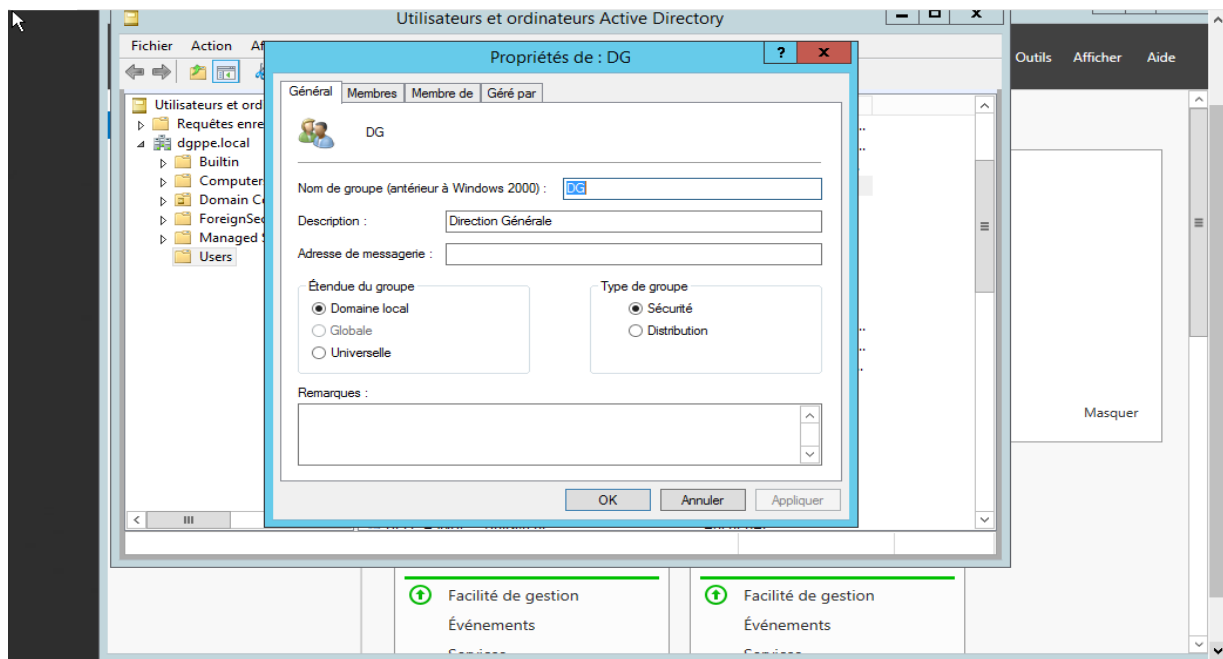 Utilisateurs et ordinateurs Active Directory
Fichier Action
Outils Afficher Aide
Propriétés de : DG
Général Membres Membre de Géré par
Utilisateurs et ord
Requêtes enre
dgppe.local
Builtin
Computer
Domain C
ForeignSec
Managed
Users
DG
Nom de groupe (antérieur à Windows 2000) : DG
Description : Direction Générale
Adresse de messagerie :
Étendue du groupe
Domaine local
Globale
Universelle
Type de groupe
Sécurité
Distribution
Remarques :
OK Annuler Appliquer
Masquer
Facilité de gestion
Événements
Facilité de gestion
Événements